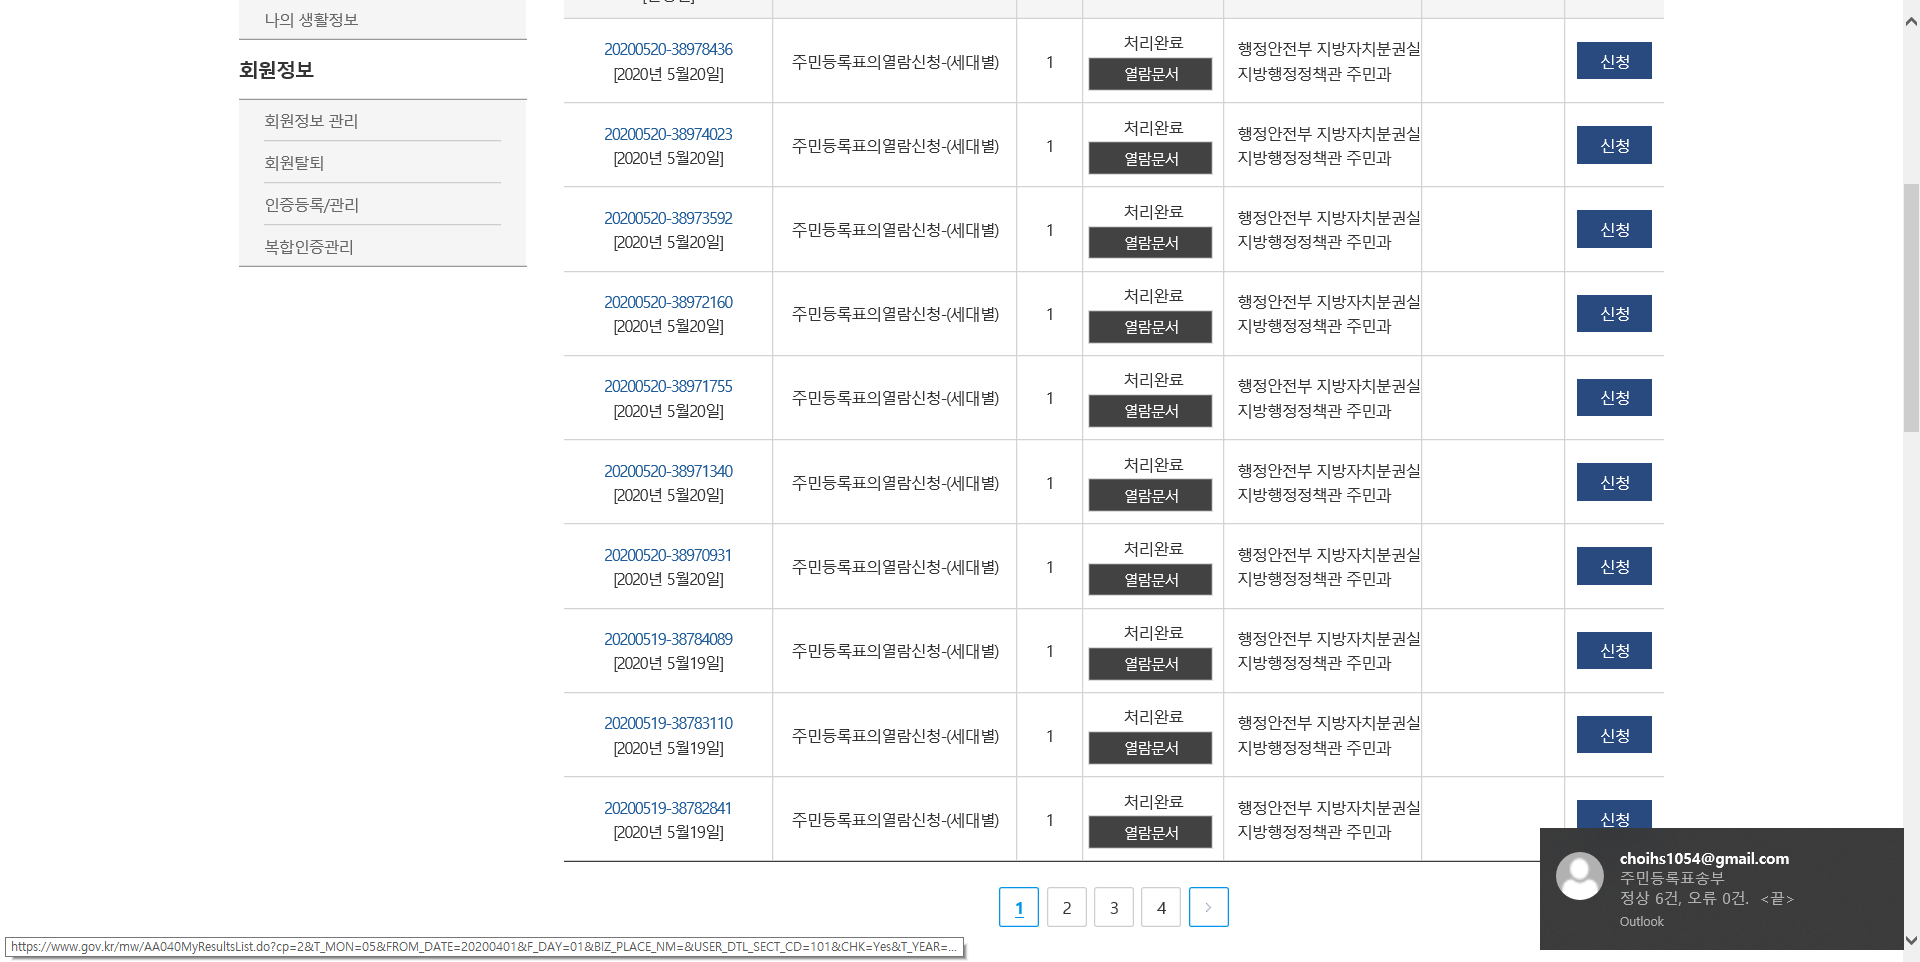 나의 생활정보
회원정보
회원정보 관리
회원탈퇴
인증등록/관리
복합인증관리
20200520-38978436
[2020년 5월20일]
주민등록표의열람신청-(세대별)
1
처리완료
열람문서
행정안전부 지방자치분권실
지방행정정책관 주민과
신청
20200520-38974023
[2020년 5월20일]
주민등록표의열람신청-(세대별)
1
처리완료
열람문서
행정안전부 지방자치분권실
지방행정정책관 주민과
신청
20200520-38973592
[2020년 5월20일]
주민등록표의열람신청-(세대별)
1
처리완료
열람문서
행정안전부 지방자치분권실
지방행정정책관 주민과
신청
20200520-38972160
[2020년 5월20일]
주민등록표의열람신청-(세대별)
1
처리완료
열람문서
행정안전부 지방자치분권실
지방행정정책관 주민과
신청
20200520-38971755
[2020년 5월20일]
주민등록표의열람신청-(세대별)
1
처리완료
열람문서
행정안전부 지방자치분권실
지방행정정책관 주민과
신청
20200520-38971340
[2020년 5월20일]
주민등록표의열람신청-(세대별)
1
처리완료
열람문서
행정안전부 지방자치분권실
지방행정정책관 주민과
신청
20200520-38970931
[2020년 5월20일]
주민등록표의열람신청-(세대별)
1
처리완료
열람문서
행정안전부 지방자치분권실
지방행정정책관 주민과
신청
20200519-38784089
[2020년 5월19일]
주민등록표의열람신청-(세대별)
1
처리완료
열람문서
행정안전부 지방자치분권실
지방행정정책관 주민과
신청
20200519-38783110
[2020년 5월19일]
주민등록표의열람신청-(세대별)
1
처리완료
열람문서
행정안전부 지방자치분권실
지방행정정책관 주민과
신청
20200519-38782841
[2020년 5월19일]
주민등록표의열람신청-(세대별)
1
처리완료
열람문서
행정안전부 지방자치분권실
지방행정정책관 주민과
신청
1 2 3 4 >
choihs1054@gmail.com
주민등록표송부
정상 6건, 오류 0건. <끝>
Outlook
https://www.gov.kr/mw/AA040MyResultsList.do?cp=2&T_MON=05&FROM_DATE=20200401&F_DAY=01&BIZ_PLACE_NM=&USER_DTL_SECT_CD=101&CHK=Yes&T_YEAR=...